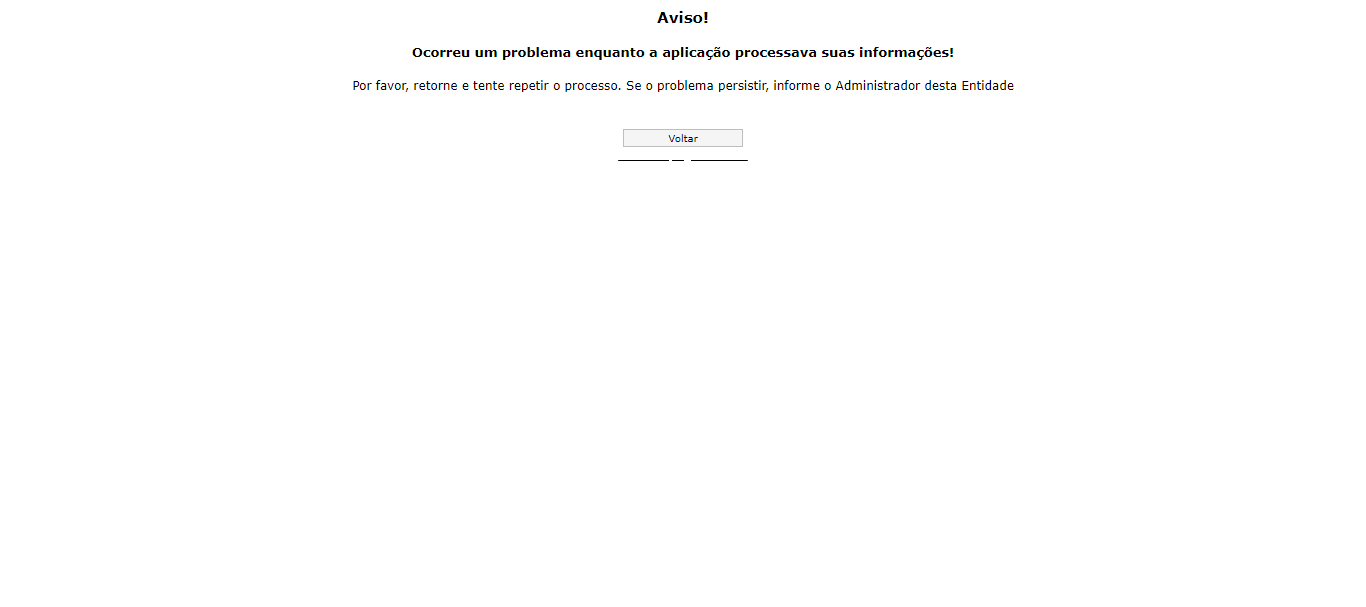 Aviso!
Ocorreu um problema enquanto a aplicação processava suas informações!
Por favor, retorne e tente repetir o processo. Se o problema persistir, informe o Administrador desta Entidade
Voltar